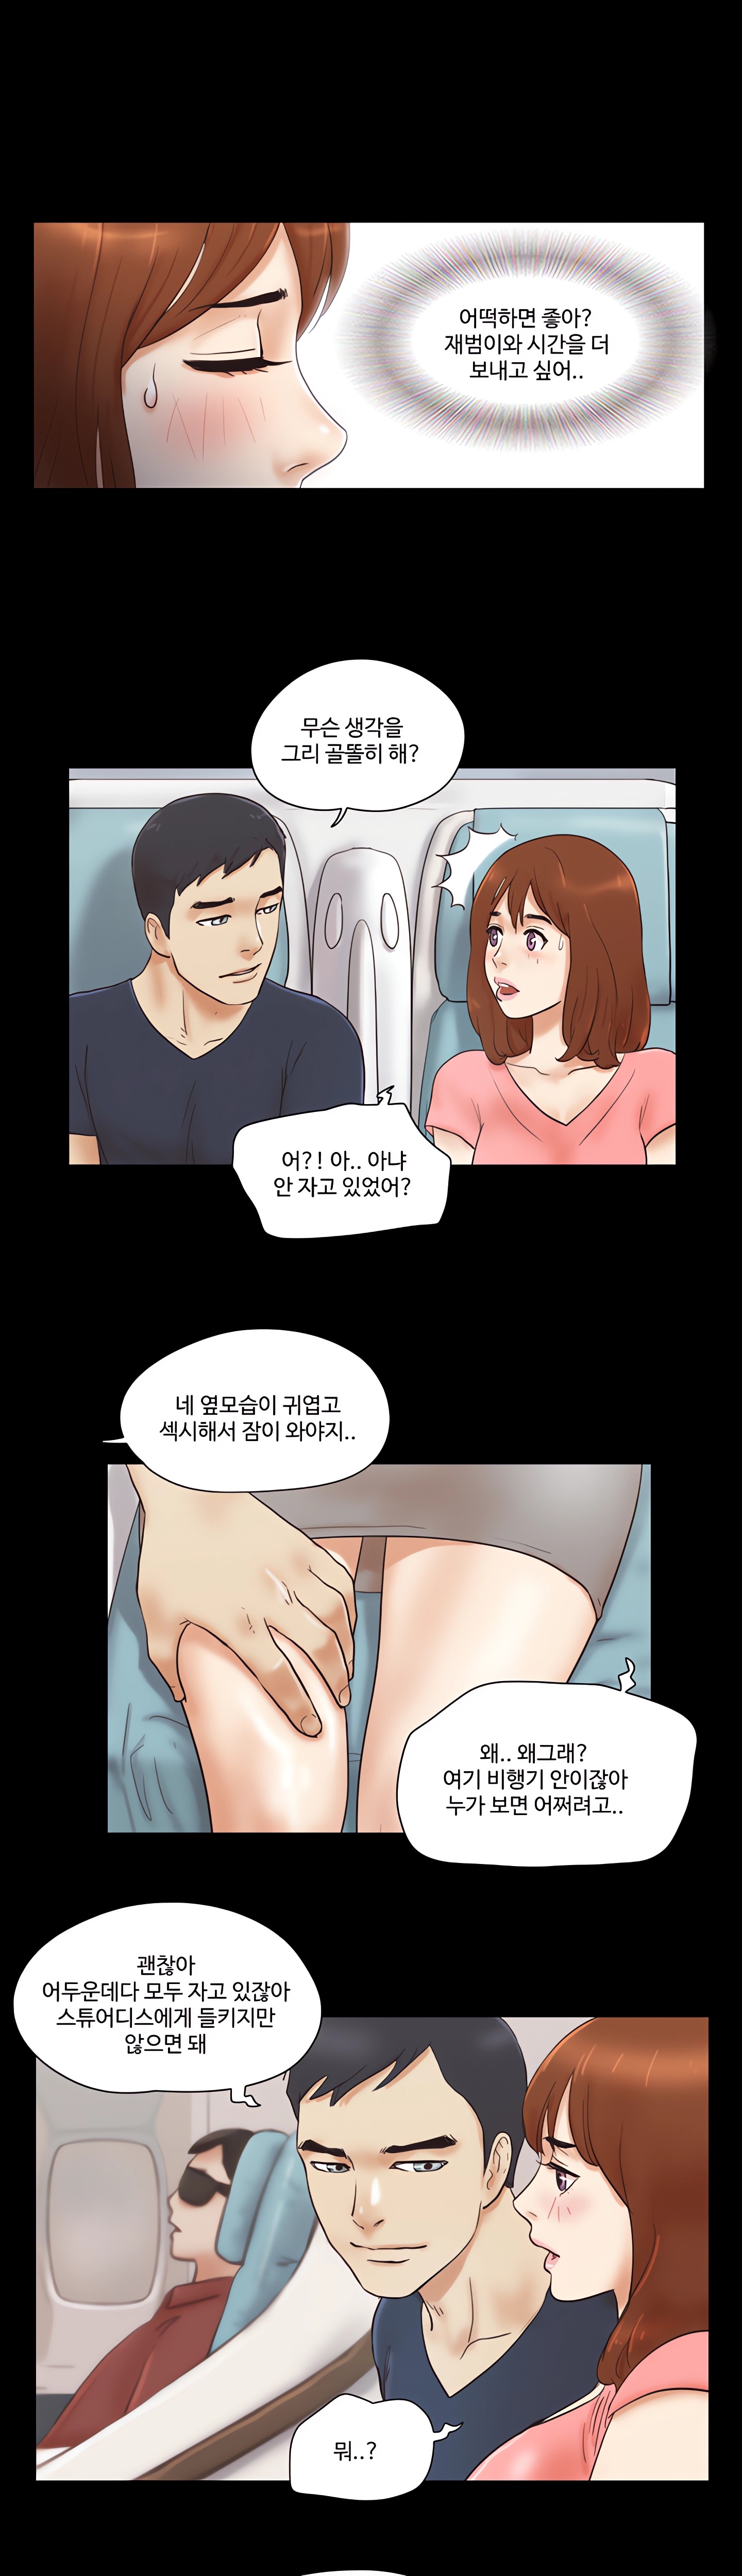 어떡하면 좋아?
재범이와 시간을 더
보내고 싶어..
무슨 생각을
그리 골똘히 해?
어?! 아.. 아냐
안 자고 있었어?
네 옆모습이 귀엽고
섹시해서 잠이 와야지..
왜.. 왜그래?
여기 비행기 안이잖아
누가 보면 어쩌려고..
괜찮아
어두운데다 모두 자고 있잖아
스튜어디스에게 들키지만
않으면 돼
뭐..?